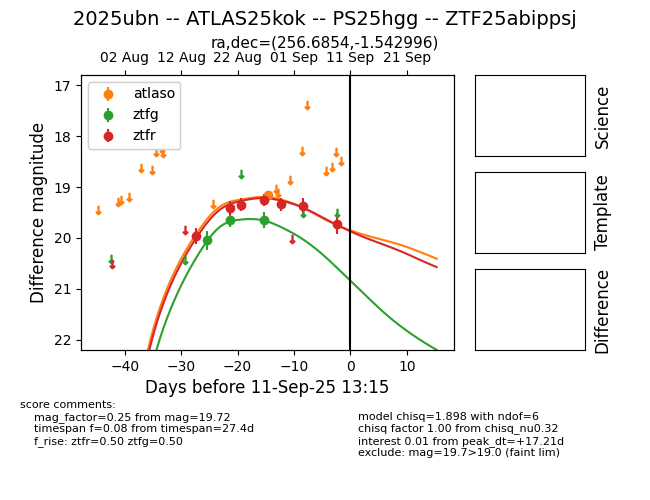 2025ubn -- ATLAS25kok -- PS25hgg -- ZTF25abippsj
ra,dec=(256.6854,-1.542996)
02 Aug 12 Aug 22 Aug 01 Sep 11 Sep 21 Sep
atlaso
ztfg
ztfr
17
18
19
20
21
22
Difference magnitude
−40 −30 −20 −10 0 10
Days before 11-Sep-25 13:15
Science
Template
Difference
score comments:
mag_factor=0.25 from mag=19.72
timespan f=0.08 from timespan=27.4d
f_rise: ztfr=0.50 ztfg=0.50
model chisq=1.898 with ndof=6
chisq factor 1.00 from chisq_nu0.32
interest 0.01 from peak_dt=+17.21d
exclude: mag=19.7>19.0 (faint lim)